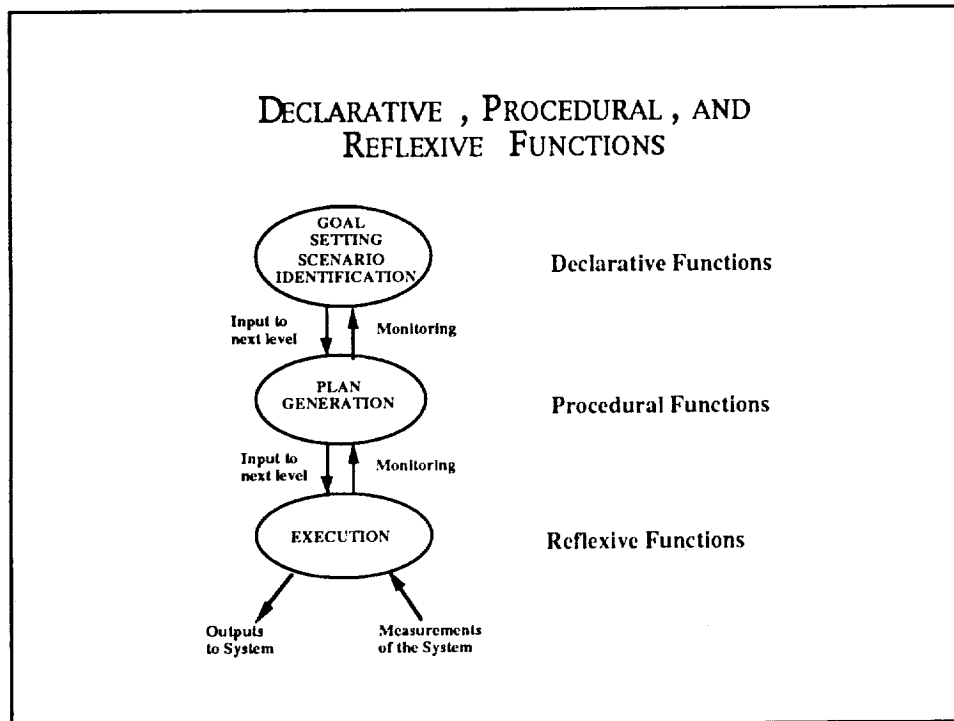 DECLARATIVE , PROCEDURAL , AND
REFLEXIVE FUNCTIONS
GOAL
SETTING
SCENARIO
IDENTIFICATION
Declarative Functions
Input to
next level
Monitoring
PLAN
GENERATION
Procedural Functions
Input to
next level
Monitoring
EXECUTION
Reflexive Functions
Outputs
to System
Measurements
of the System